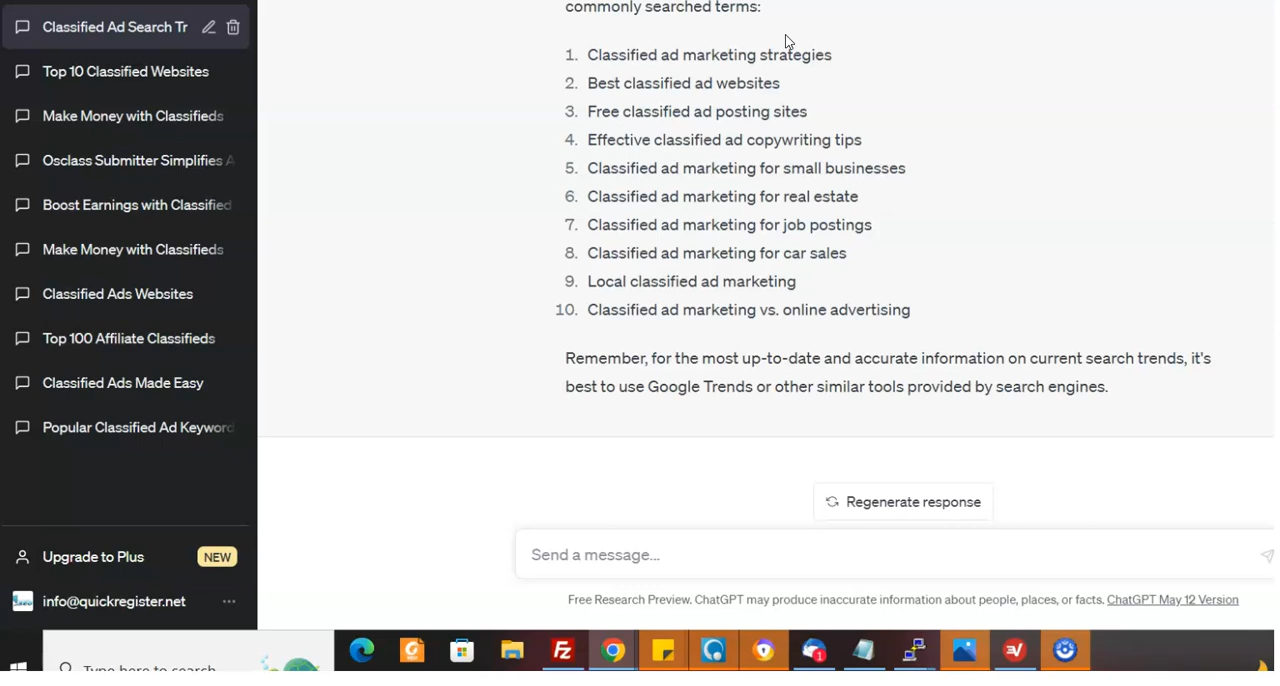 Classified Ad Search Tr
Top 10 Classified Websites
Make Money with Classifieds
Osclass Submitter Simplifies A
Boost Earnings with Classified
Make Money with Classifieds
Classified Ads Websites
Top 100 Affiliate Classifieds
Classified Ads Made Easy
Popular Classified Ad Keyword
Upgrade to Plus NEW
info@quickregister.net ...
commonly searched terms:
1. Classified ad marketing strategies
2. Best classified ad websites
3. Free classified ad posting sites
4. Effective classified ad copywriting tips
5. Classified ad marketing for small businesses
6. Classified ad marketing for real estate
7. Classified ad marketing for job postings
8. Classified ad marketing for car sales
9. Local classified ad marketing
10. Classified ad marketing vs. online advertising
Remember, for the most up-to-date and accurate information on current search trends, it's
best to use Google Trends or other similar tools provided by search engines.
Regenerate response
Send a message...
Free Research Preview. ChatGPT may produce inaccurate information about people, places, or facts. ChatGPT May 12 Version
Type here to search